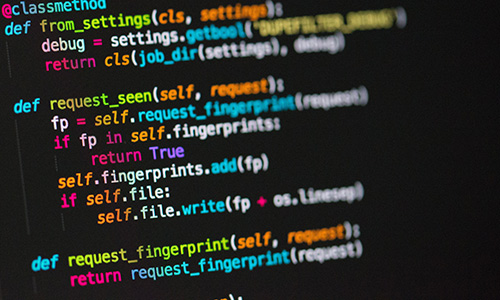 @classmethod
def from_settings(cls, settings):
    debug = settings.getbool('DUPEFILTER_DEBUG')
    return cls(job_dir(settings), debug)
def request_seen(self, request):
    fp = self.request_fingerprint(request)
    if fp in self.fingerprints:
        return True
    self.fingerprints.add(fp)
    if self.file:
        self.file.write(fp + os.linesep)
def request_fingerprint(self, request):
    return request_fingerprint(request)